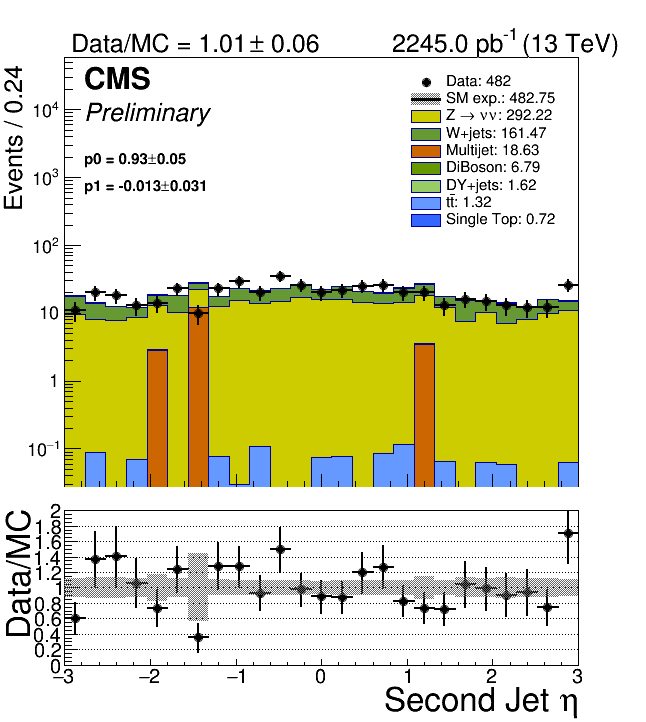 Data/MC = 1.01± 0.06 2245.0 pb⁻¹ (13 TeV)
CMS
Preliminary
p0 = 0.93±0.05
p1 = -0.013±0.031
Data: 482
SM exp.: 482.75
Z → νν: 292.22
W+jets: 161.47
Multijet: 18.63
DiBoson: 6.79
DY+jets: 1.62
tt̄: 1.32
Single Top: 0.72
Events / 0.24
10⁴
10³
10²
10
1
10⁻¹
Data/MC
2
1.8
1.6
1.4
1.2
1
0.8
0.6
0.4
0.2
0
−3 −2 −1 0 1 2 3
Second Jet η